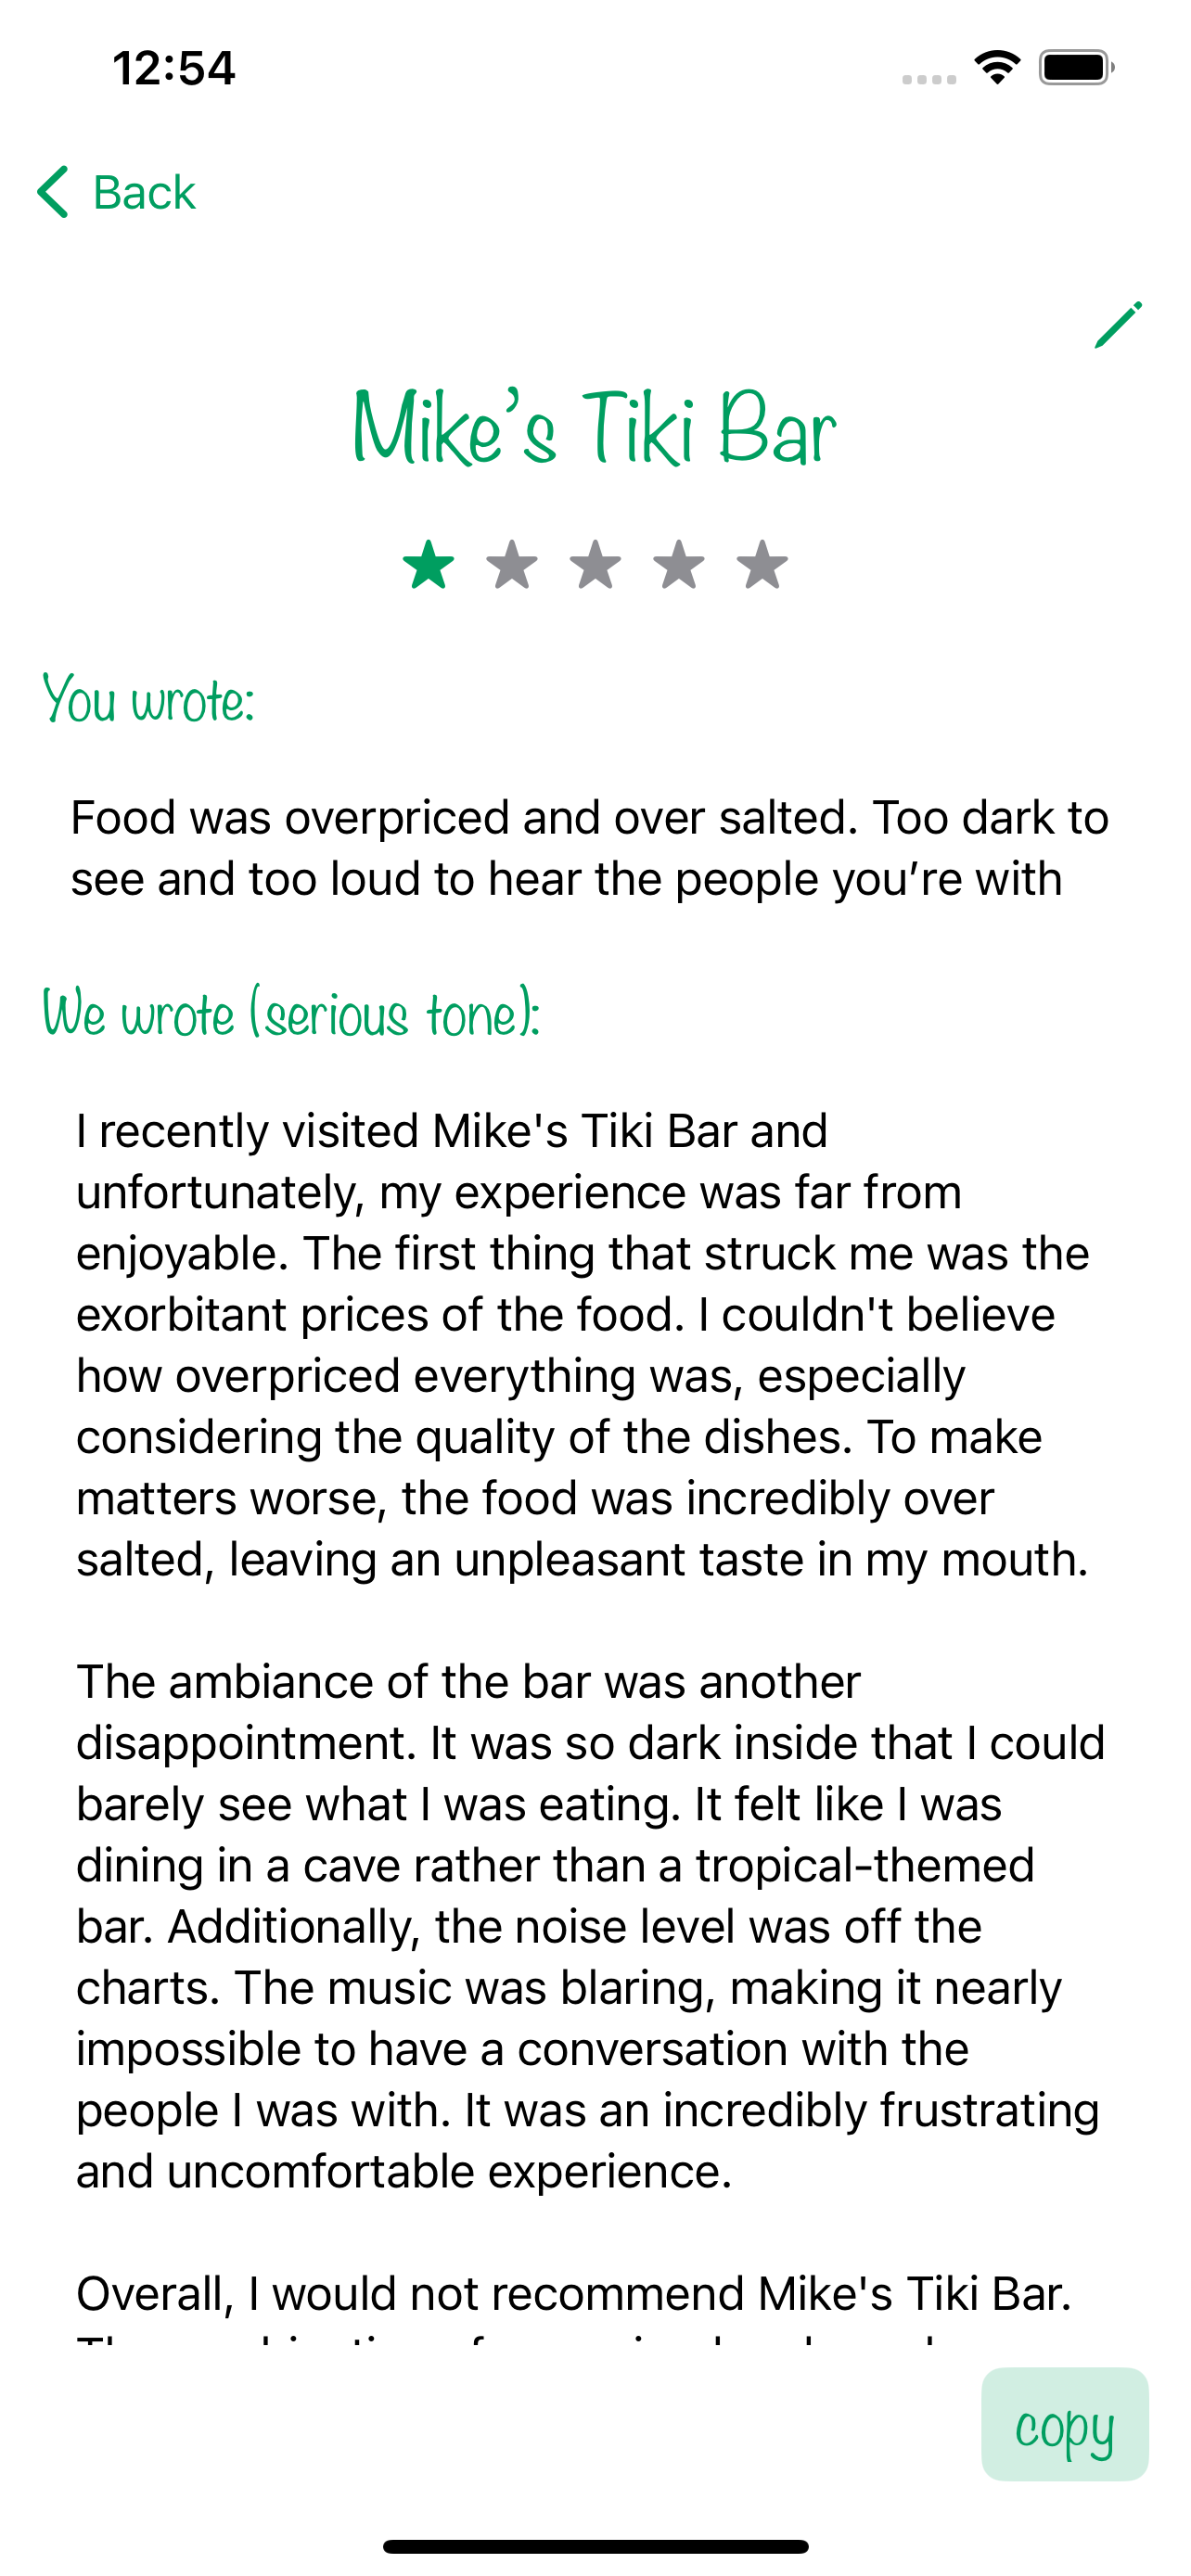 12:54
Back
Mike’s Tiki Bar
You wrote:
Food was overpriced and over salted. Too dark to
see and too loud to hear the people you’re with
We wrote (serious tone):
I recently visited Mike's Tiki Bar and
unfortunately, my experience was far from
enjoyable. The first thing that struck me was the
exorbitant prices of the food. I couldn't believe
how overpriced everything was, especially
considering the quality of the dishes. To make
matters worse, the food was incredibly over
salted, leaving an unpleasant taste in my mouth.
The ambiance of the bar was another
disappointment. It was so dark inside that I could
barely see what I was eating. It felt like I was
dining in a cave rather than a tropical-themed
bar. Additionally, the noise level was off the
charts. The music was blaring, making it nearly
impossible to have a conversation with the
people I was with. It was an incredibly frustrating
and uncomfortable experience.
Overall, I would not recommend Mike's Tiki Bar.
copy